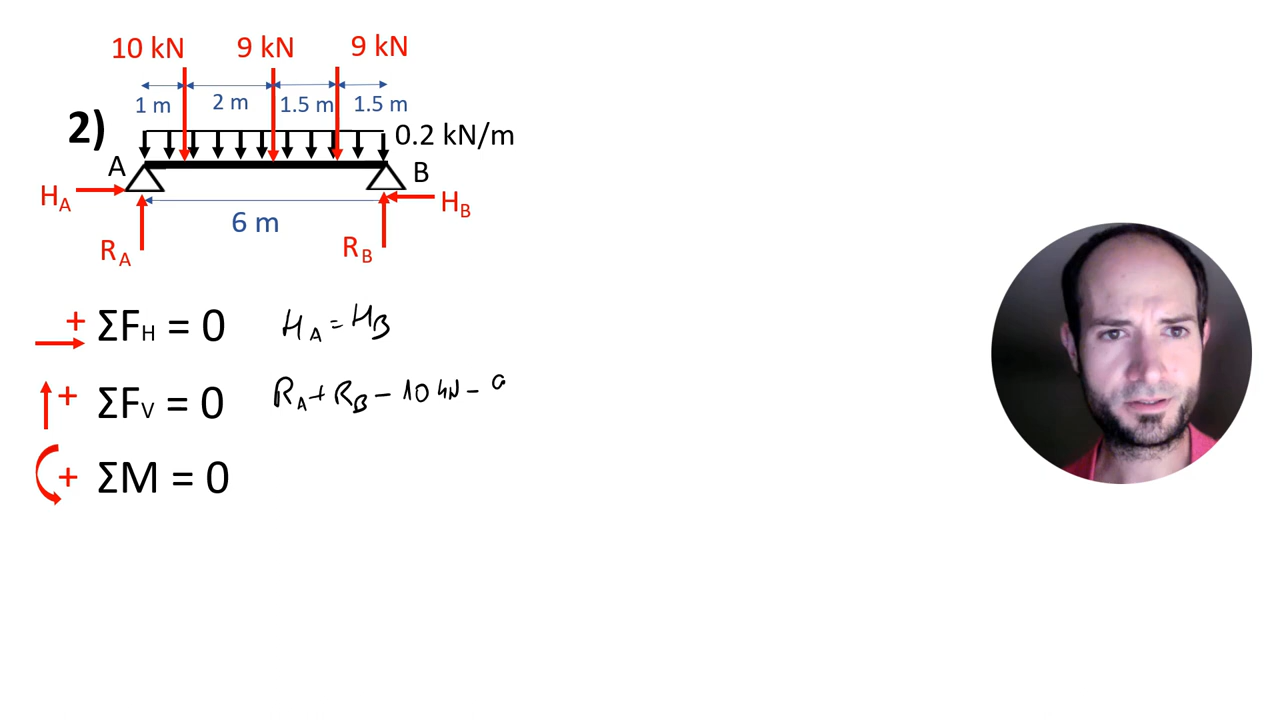 10 kN 9 kN 9 kN
1 m 2 m 1.5 m 1.5 m
2) 0.2 kN/m
A B
HA HB
6 m
RA RB
+ ΣFH = 0 HA = HB
+ ΣFV = 0 RA + RB - 10 kN - 9
+ ΣM = 0